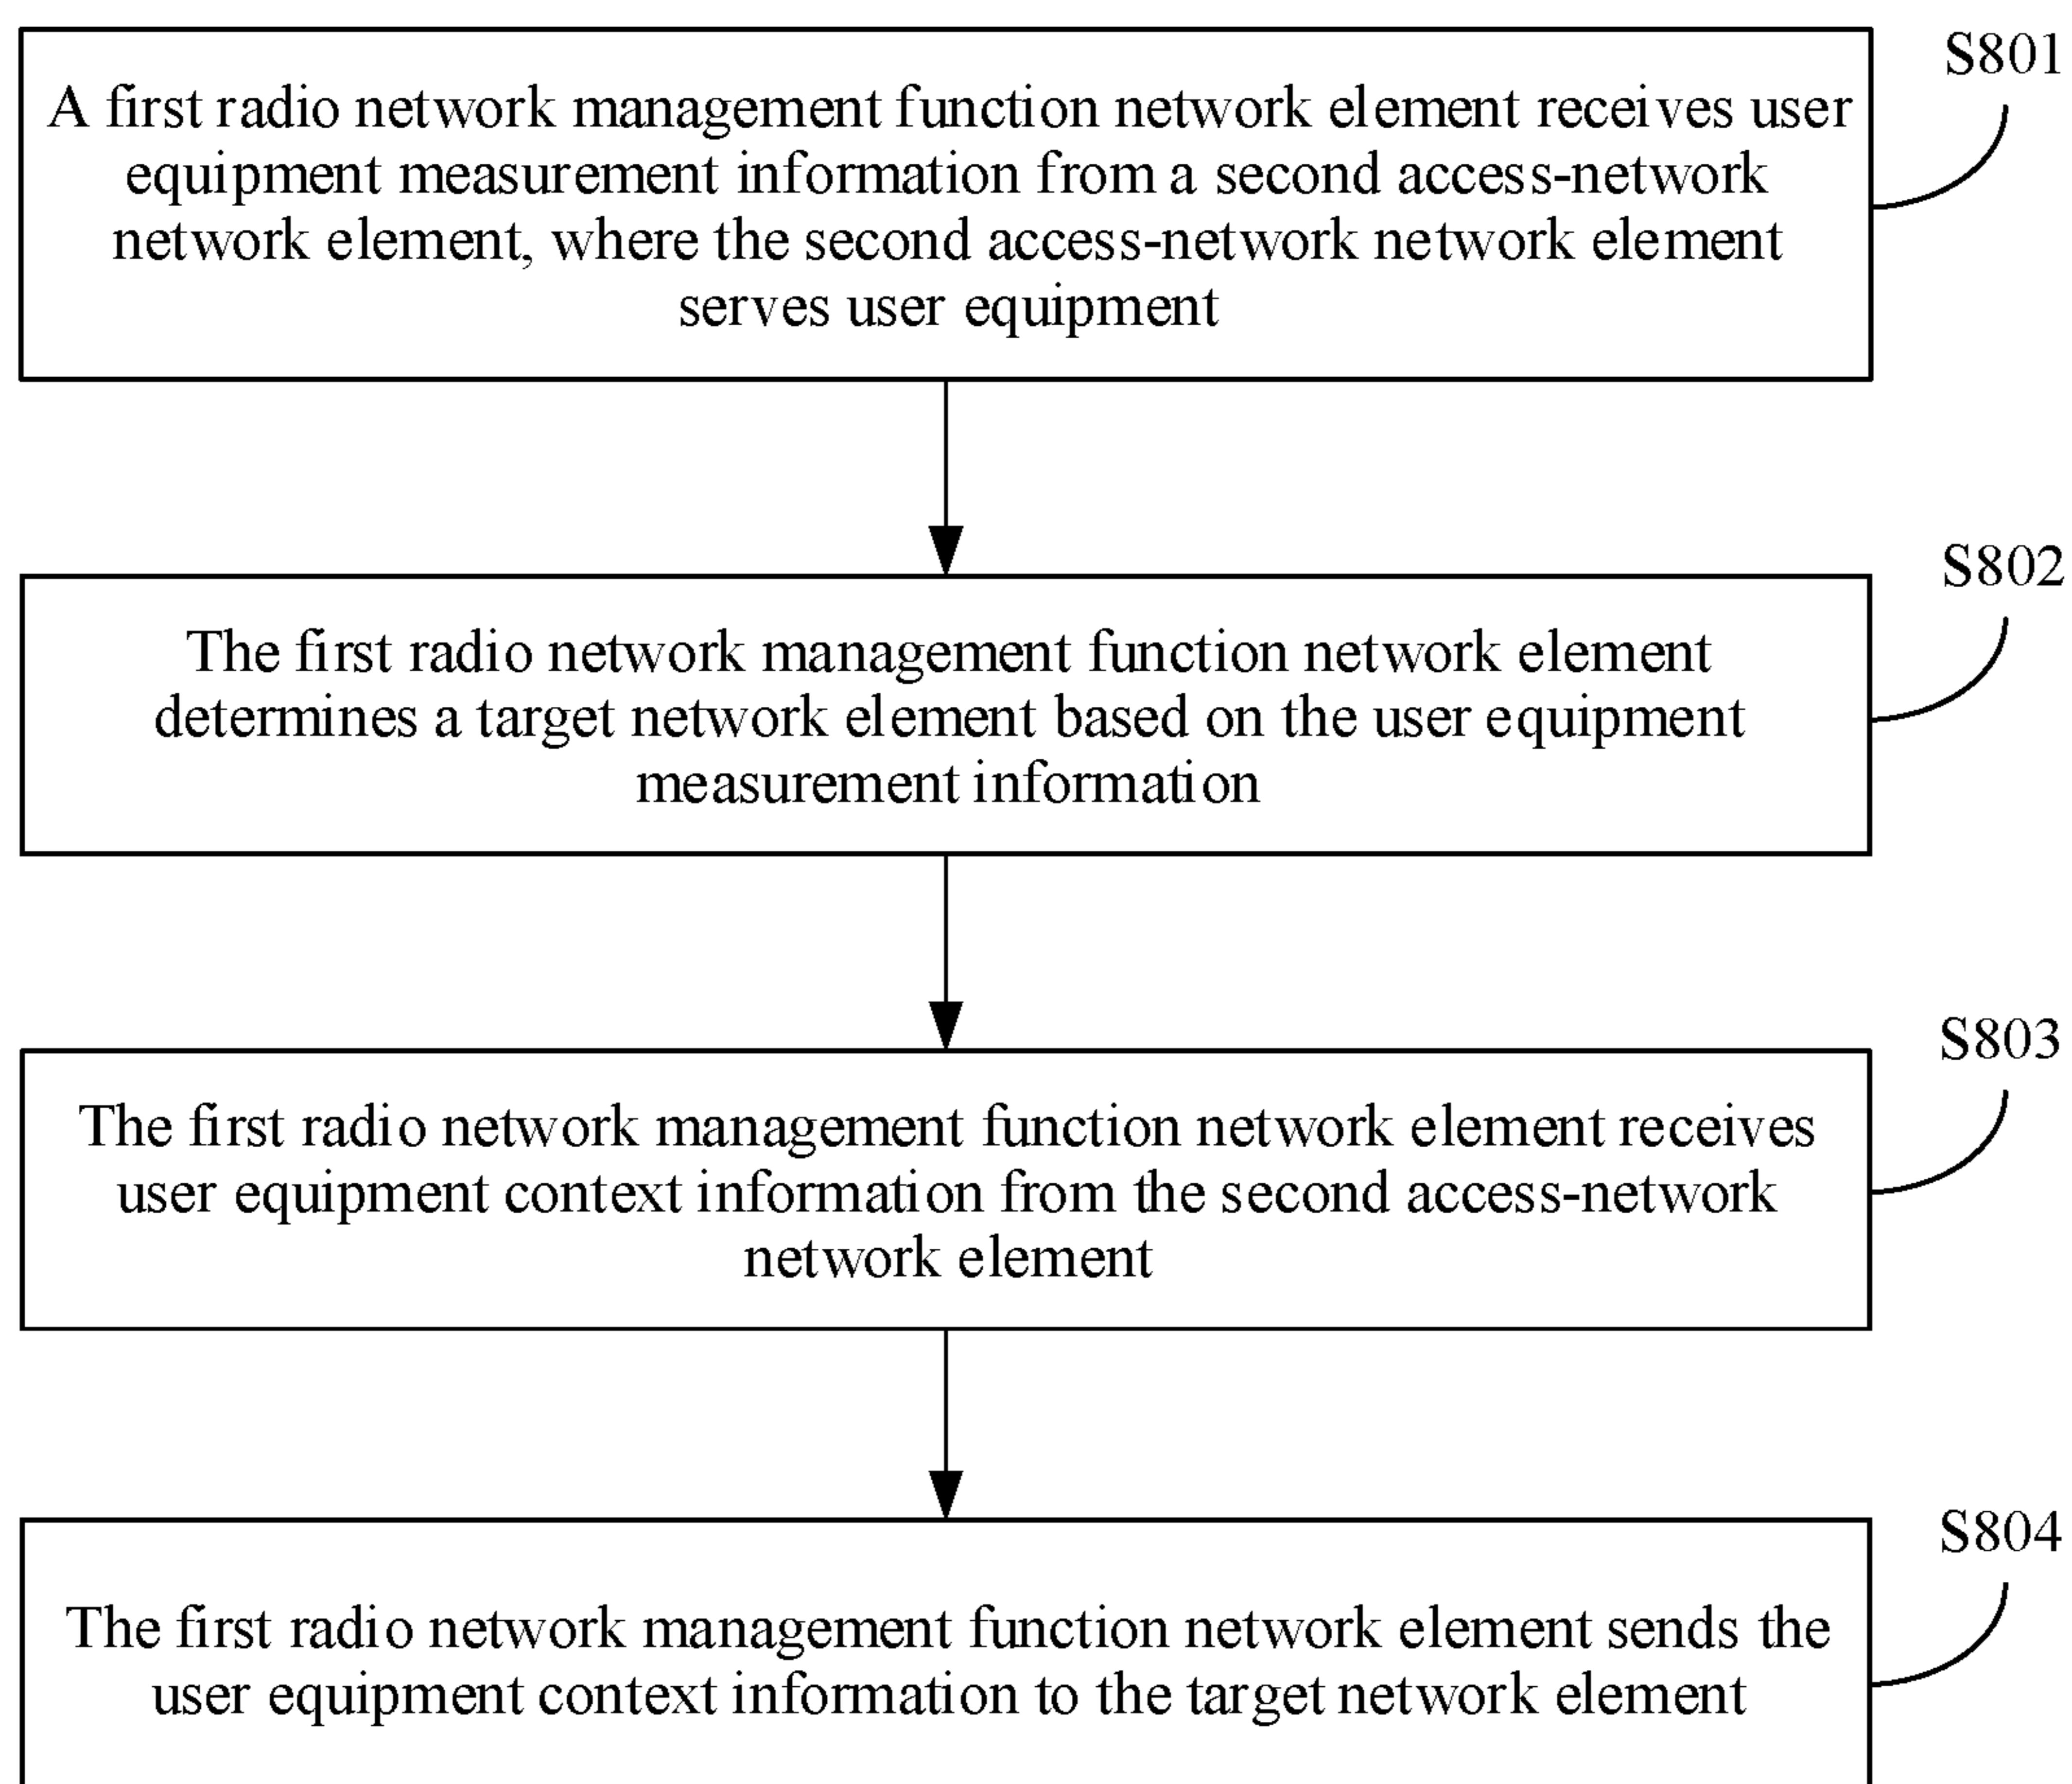 S801
A first radio network management function network element receives user
equipment measurement information from a second access-network
network element, where the second access-network network element
serves user equipment
S802
The first radio network management function network element
determines a target network element based on the user equipment
measurement information
S803
The first radio network management function network element receives
user equipment context information from the second access-network
network element
S804
The first radio network management function network element sends the
user equipment context information to the target network element